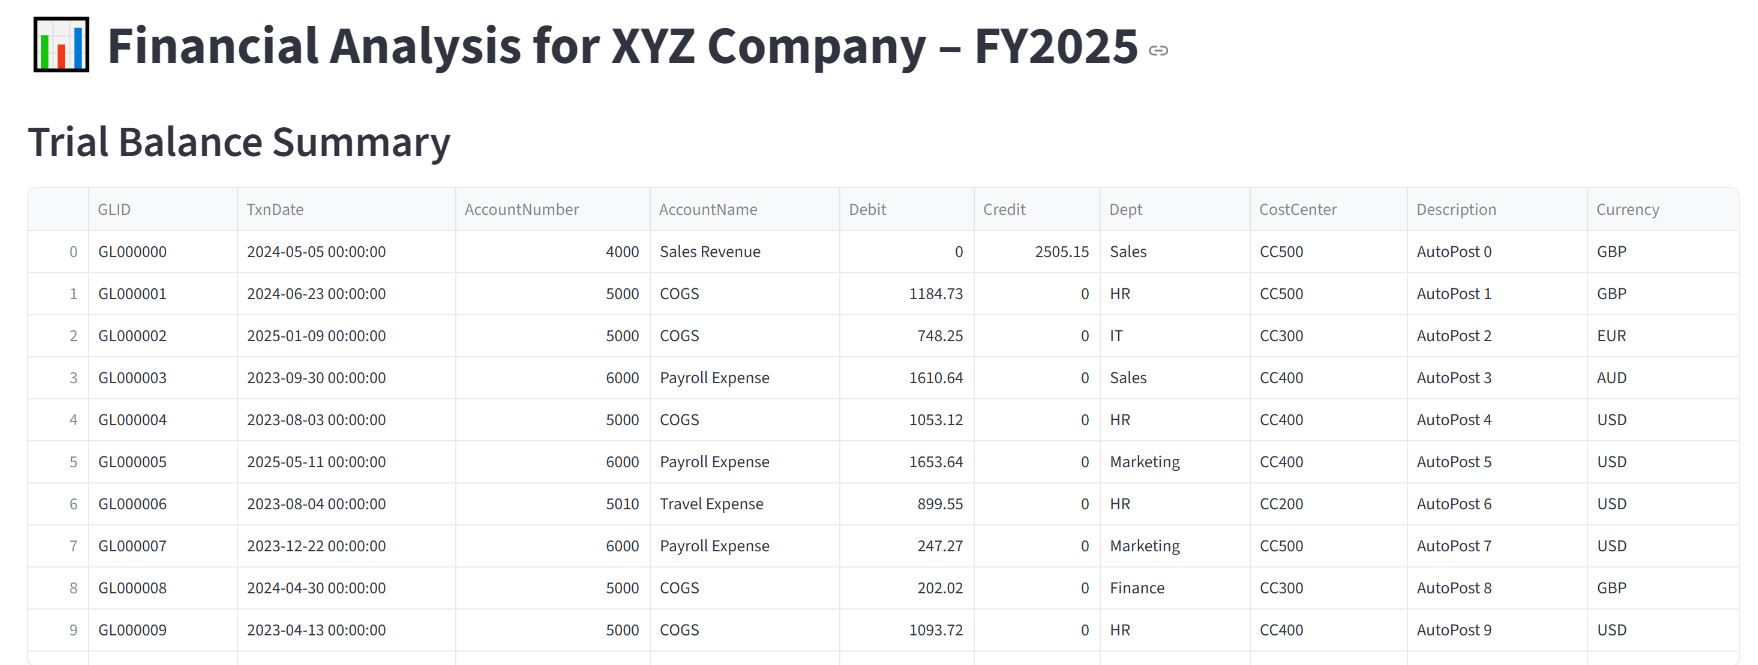 Financial Analysis for XYZ Company – FY2025
Trial Balance Summary
GLID TxnDate AccountNumber AccountName Debit Credit Dept CostCenter Description Currency
0 GL000000 2024-05-05 00:00:00 4000 Sales Revenue 0 2505.15 Sales CC500 AutoPost 0 GBP
1 GL000001 2024-06-23 00:00:00 5000 COGS 1184.73 0 HR CC500 AutoPost 1 GBP
2 GL000002 2025-01-09 00:00:00 5000 COGS 748.25 0 IT CC300 AutoPost 2 EUR
3 GL000003 2023-09-30 00:00:00 6000 Payroll Expense 1610.64 0 Sales CC400 AutoPost 3 AUD
4 GL000004 2023-08-03 00:00:00 5000 COGS 1053.12 0 HR CC400 AutoPost 4 USD
5 GL000005 2025-05-11 00:00:00 6000 Payroll Expense 1653.64 0 Marketing CC400 AutoPost 5 USD
6 GL000006 2023-08-04 00:00:00 5010 Travel Expense 899.55 0 HR CC200 AutoPost 6 USD
7 GL000007 2023-12-22 00:00:00 6000 Payroll Expense 247.27 0 Marketing CC500 AutoPost 7 USD
8 GL000008 2024-04-30 00:00:00 5000 COGS 202.02 0 Finance CC300 AutoPost 8 GBP
9 GL000009 2023-04-13 00:00:00 5000 COGS 1093.72 0 HR CC400 AutoPost 9 USD